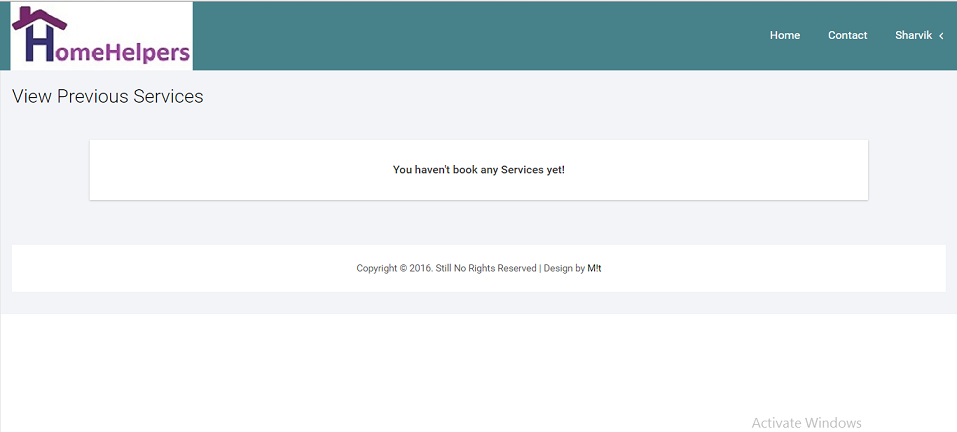 HomeHelpers
Home Contact Sharvik
View Previous Services
You haven't book any Services yet!
Copyright © 2016. Still No Rights Reserved | Design by M!t
Activate Windows